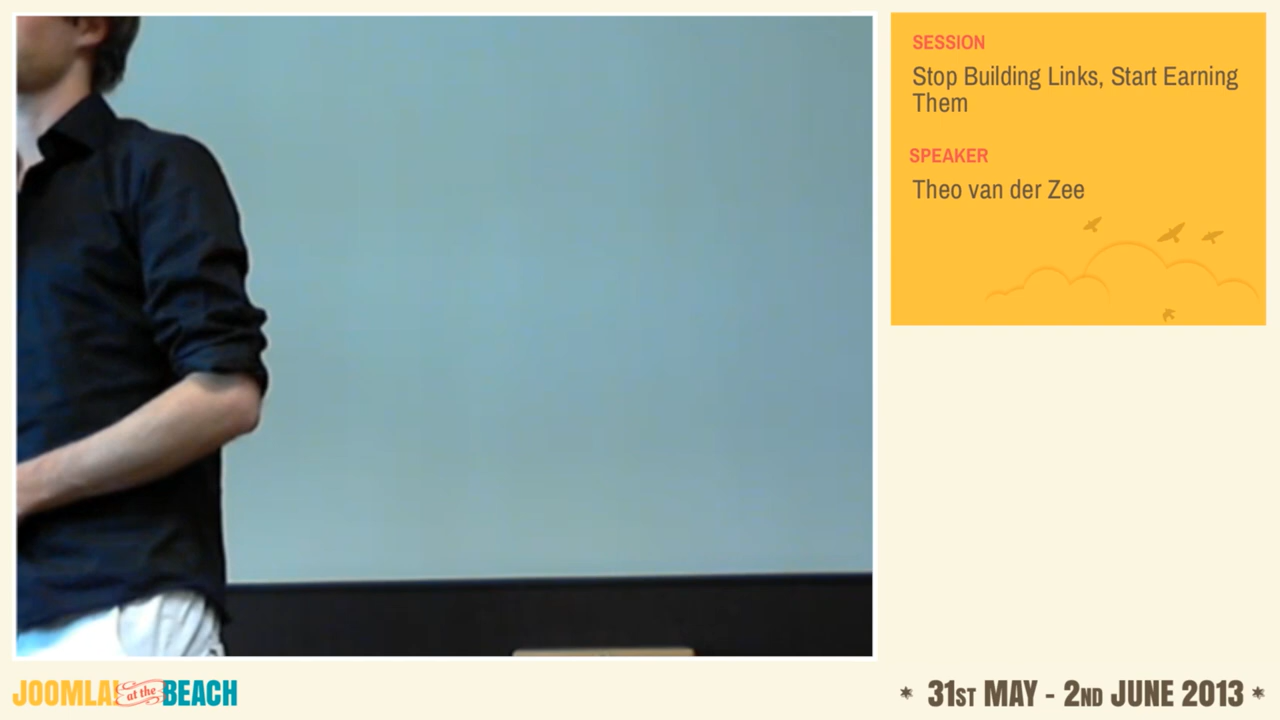 SESSION
Stop Building Links, Start Earning
Them
SPEAKER
Theo van der Zee
JOOMLA! at the BEACH
* 31ST MAY - 2ND JUNE 2013 *